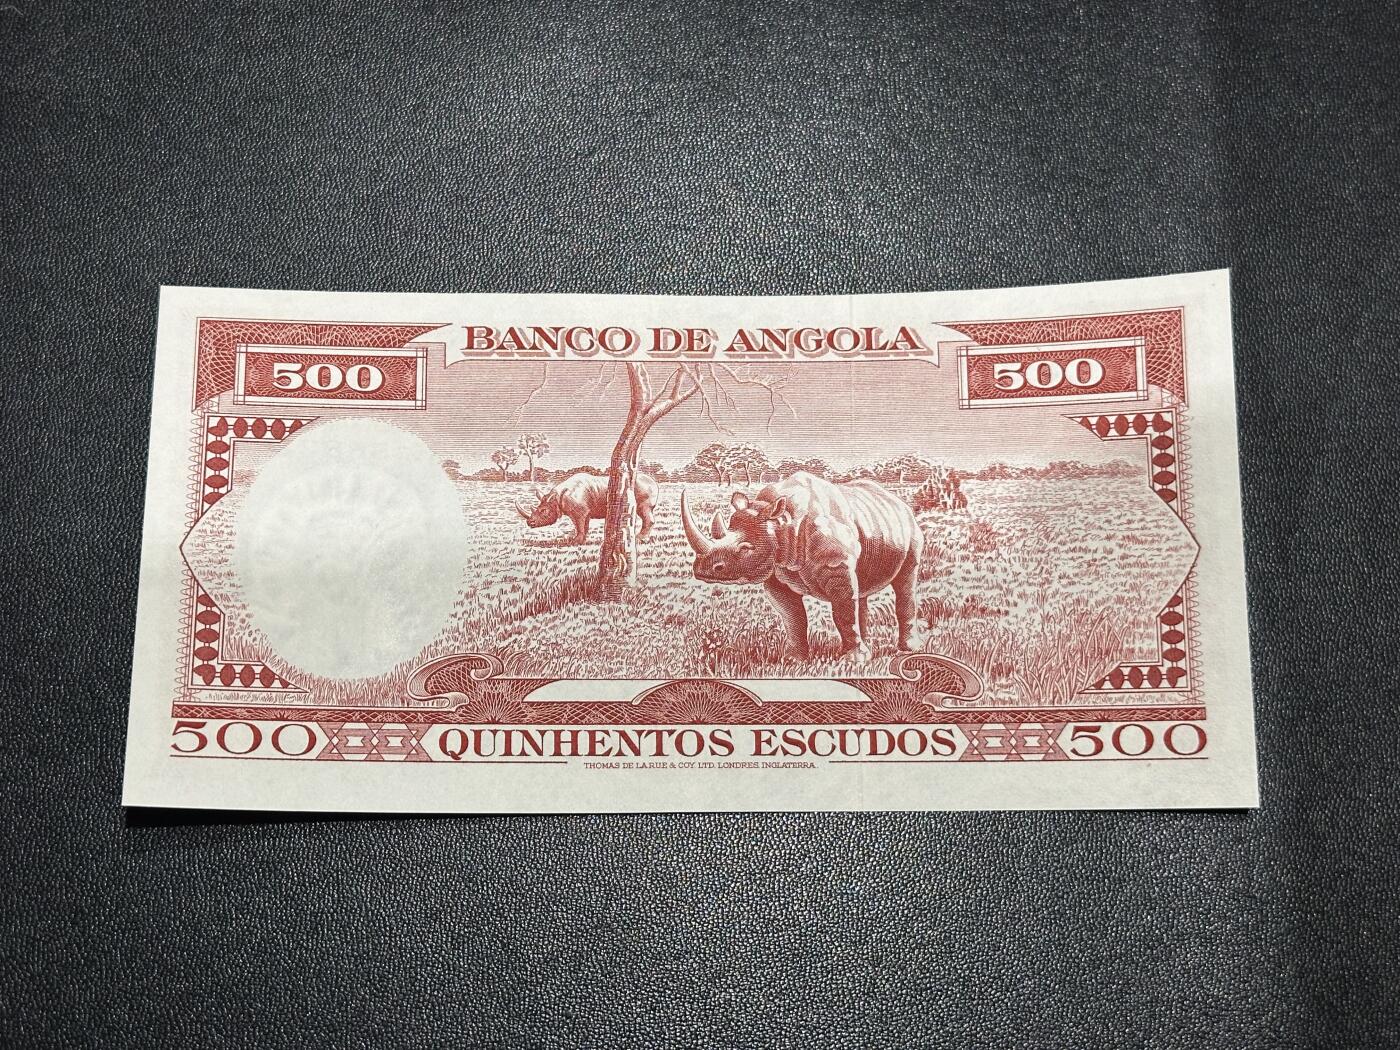 BANCO DE ANGOLA
500
500
500
QUINHENTOS ESCUDOS
500
THOMAS DE LA RUE & COY. LTD. LONDRES. INGLATERRA.